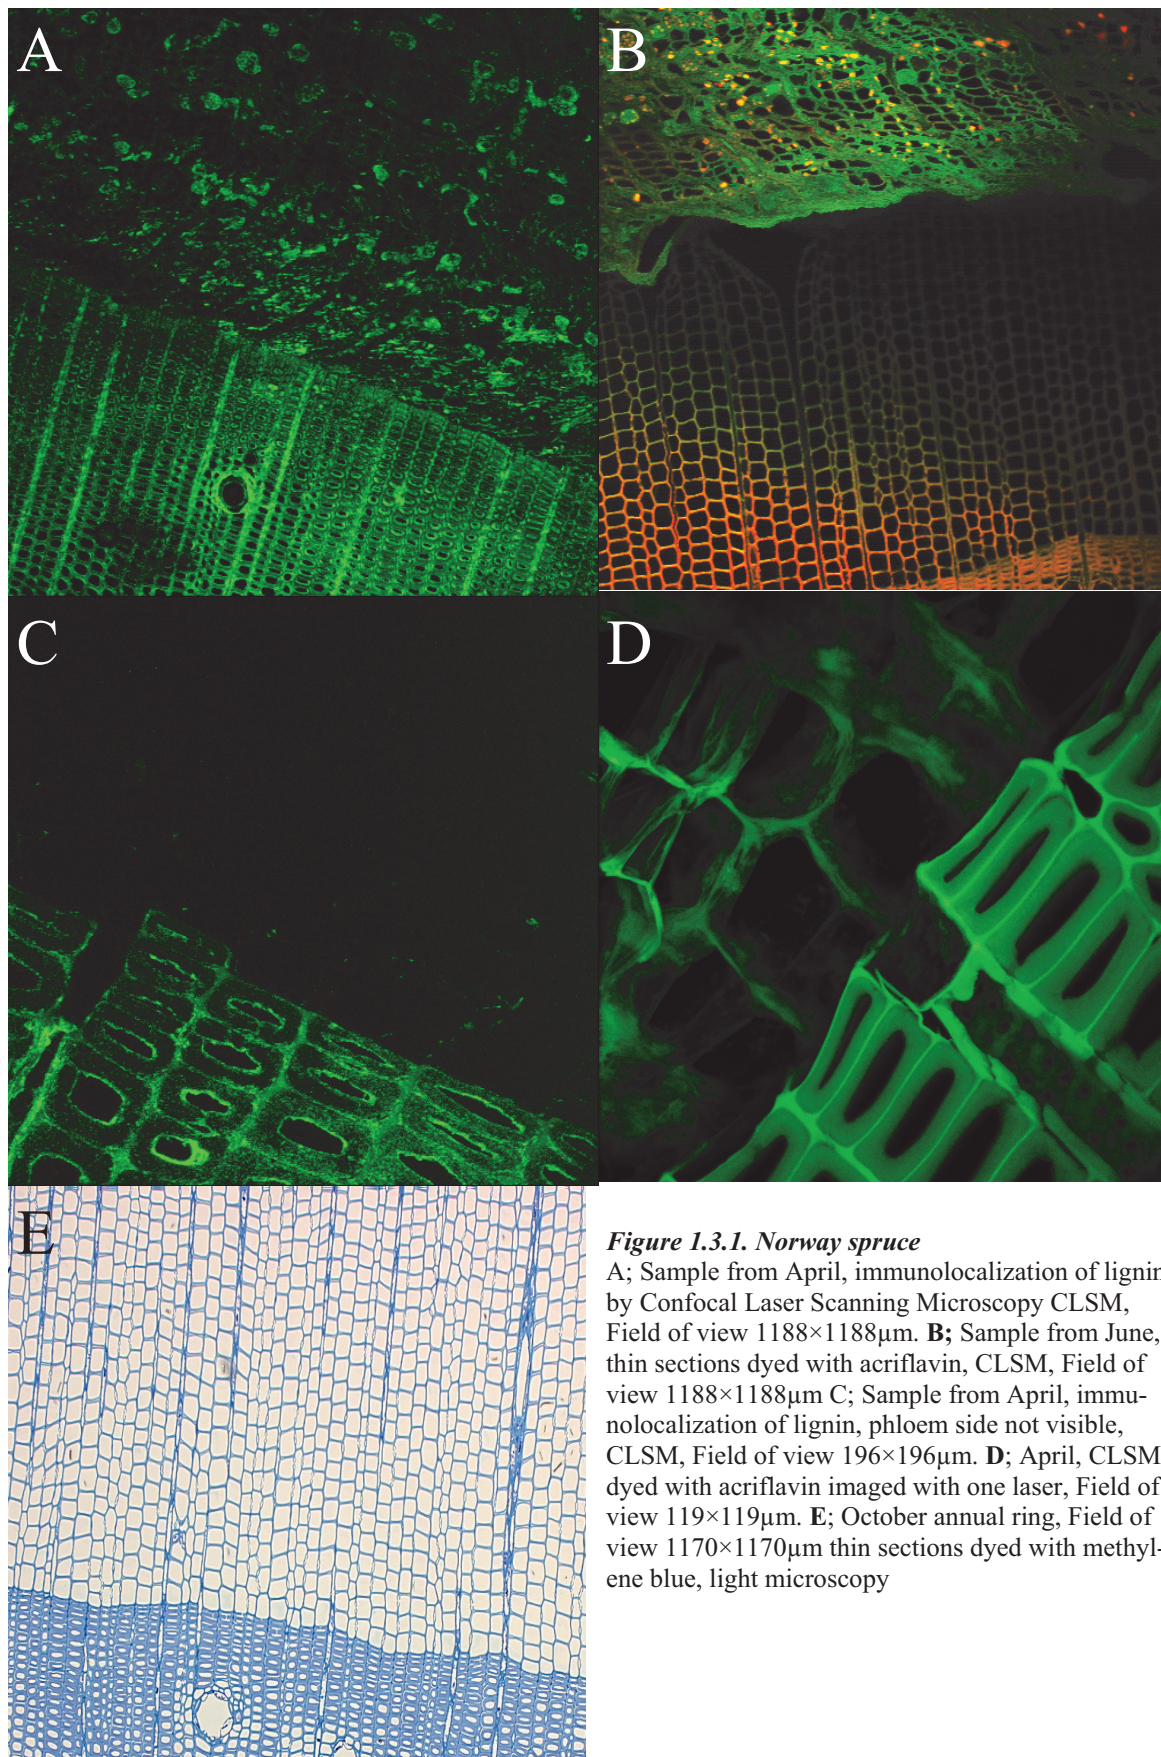 A
B
C
D
E
Figure 1.3.1. Norway spruce
A; Sample from April, immunolocalization of lignin
by Confocal Laser Scanning Microscopy CLSM,
Field of view 1188×1188µm. B; Sample from June,
thin sections dyed with acriflavin, CLSM, Field of
view 1188×1188µm C; Sample from April, immu-
nolocalization of lignin, phloem side not visible,
CLSM, Field of view 196×196µm. D; April, CLSM
dyed with acriflavin imaged with one laser, Field of
view 119×119µm. E; October annual ring, Field of
view 1170×1170µm thin sections dyed with methyl-
ene blue, light microscopy